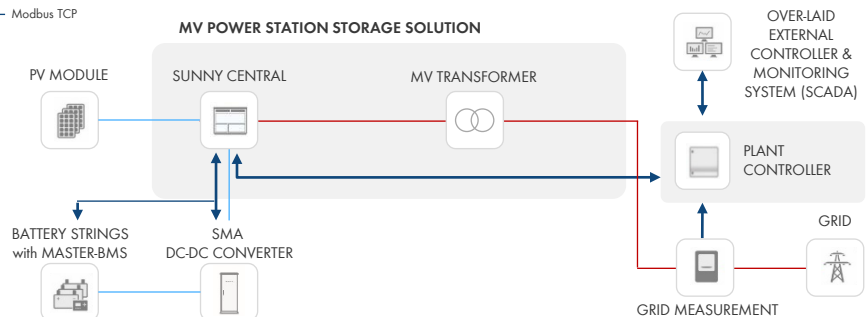 Modbus TCP
MV POWER STATION STORAGE SOLUTION
OVER-LAID
EXTERNAL
CONTROLLER &
MONITORING
SYSTEM (SCADA)
PV MODULE
SUNNY CENTRAL
MV TRANSFORMER
PLANT
CONTROLLER
BATTERY STRINGS
with MASTER-BMS
SMA
DC-DC CONVERTER
GRID
GRID MEASUREMENT